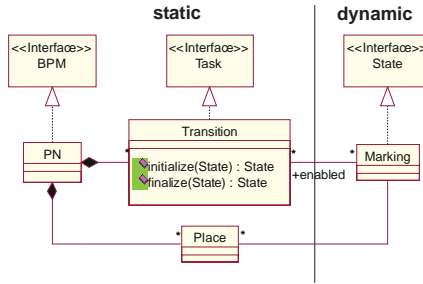 static
dynamic
<<Interface>>
BPM
<<Interface>>
Task
<<Interface>>
State
Transition
PN
*
initialize(State) : State
finalize(State) : State
*
*
+enabled
Marking
*
Place
*